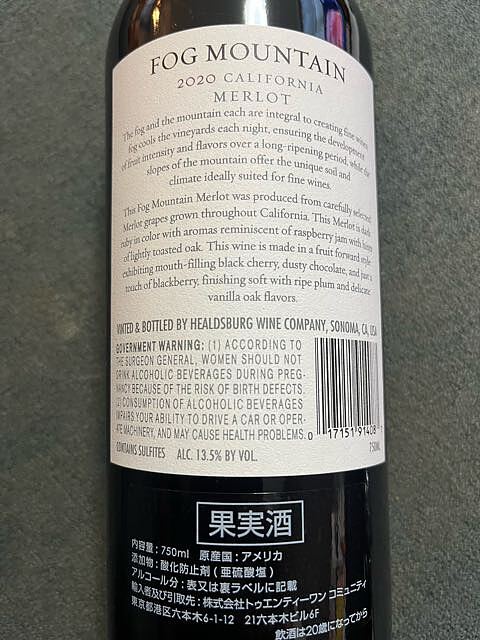 FOG MOUNTAIN
2020 CALIFORNIA
MERLOT
The fog and the mountain each are integral to creating fine wines
fog cools the vineyards each night, ensuring the development
of fruit intensity and flavors over a long-ripening period, while the
slopes of the mountain offer the unique soil and
climate ideally suited for fine wines.
This Fog Mountain Merlot was produced from carefully selected
Merlot grapes grown throughout California. This Merlot is dark
ruby in color with aromas reminiscent of raspberry jam with
of lightly toasted oak. This wine is made in a fruit forward style
exhibiting mouth-filling black cherry, dusty chocolate, and just a
touch of blackberry, finishing soft with ripe plum and delicate
vanilla oak flavors.
VINTED & BOTTLED BY HEALDSBURG WINE COMPANY, SONOMA, CA, USA
GOVERNMENT WARNING: (1) ACCORDING TO
THE SURGEON GENERAL, WOMEN SHOULD NOT
DRINK ALCOHOLIC BEVERAGES DURING PREG-
NANCY BECAUSE OF THE RISK OF BIRTH DEFECTS.
(2) CONSUMPTION OF ALCOHOLIC BEVERAGES
IMPAIRS YOUR ABILITY TO DRIVE A CAR OR OPER-
ATE MACHINERY, AND MAY CAUSE HEALTH PROBLEMS.
0 17151 91408 7
CONTAINS SULFITES ALC. 13.5% BY VOL. 750ML
果実酒
内容量：750ml 原産国：アメリカ
添加物：酸化防止剤(亜硫酸塩)
アルコール分：表又は裏ラベルに記載
輸入者及び引取先：株式会社トゥエンティーワン コミュニティ
東京都港区六本木6-1-12 21六本木ビル6F
飲酒は20歳になってから